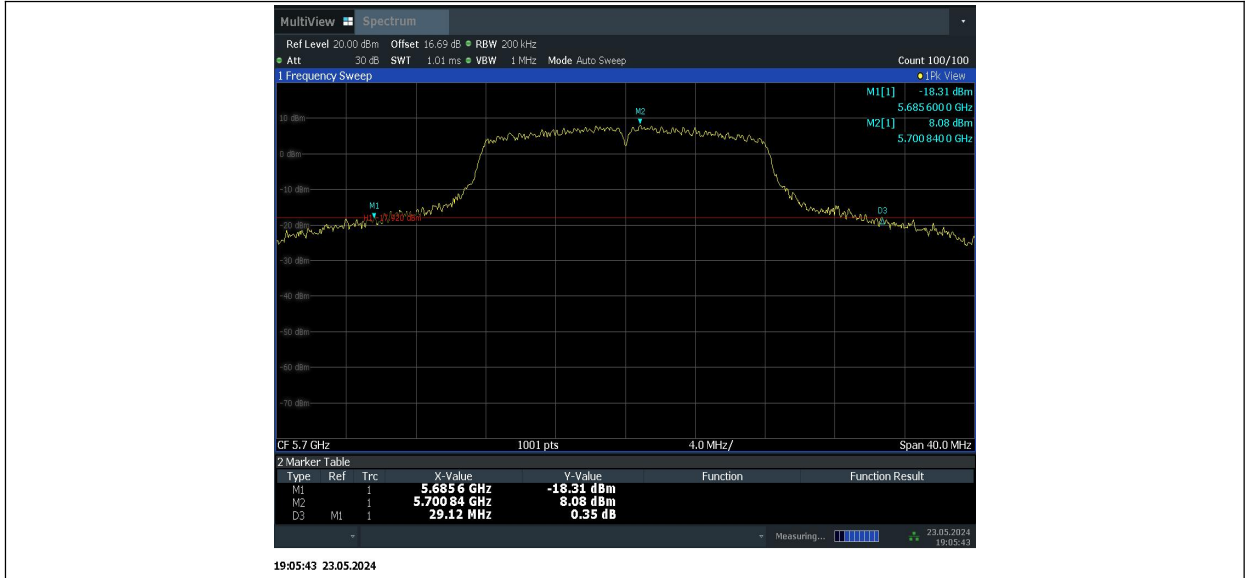 MultiView Spectrum
Ref Level 20.00 dBm Offset 16.69 dB RBW 200 kHz
Att 30 dB SWT 1.01 ms VBW 1 MHz Mode Auto Sweep Count 100/100
1 Frequency Sweep 1Pk View
M1[1] -18.31 dBm
5.685 600 0 GHz
M2[1] 8.08 dBm
5.700 840 0 GHz
M2
10 dBm
0 dBm
-10 dBm
M1
D3
H1 -17.920 dBm
-20 dBm
-30 dBm
-40 dBm
-50 dBm
-60 dBm
-70 dBm
CF 5.7 GHz 1001 pts 4.0 MHz/ Span 40.0 MHz
2 Marker Table
Type Ref Trc X-Value Y-Value Function Function Result
M1 1 5.685 6 GHz -18.31 dBm
M2 1 5.700 84 GHz 8.08 dBm
D3 M1 1 29.12 MHz 0.35 dB
Measuring... 23.05.2024
19:05:43
19:05:43 23.05.2024